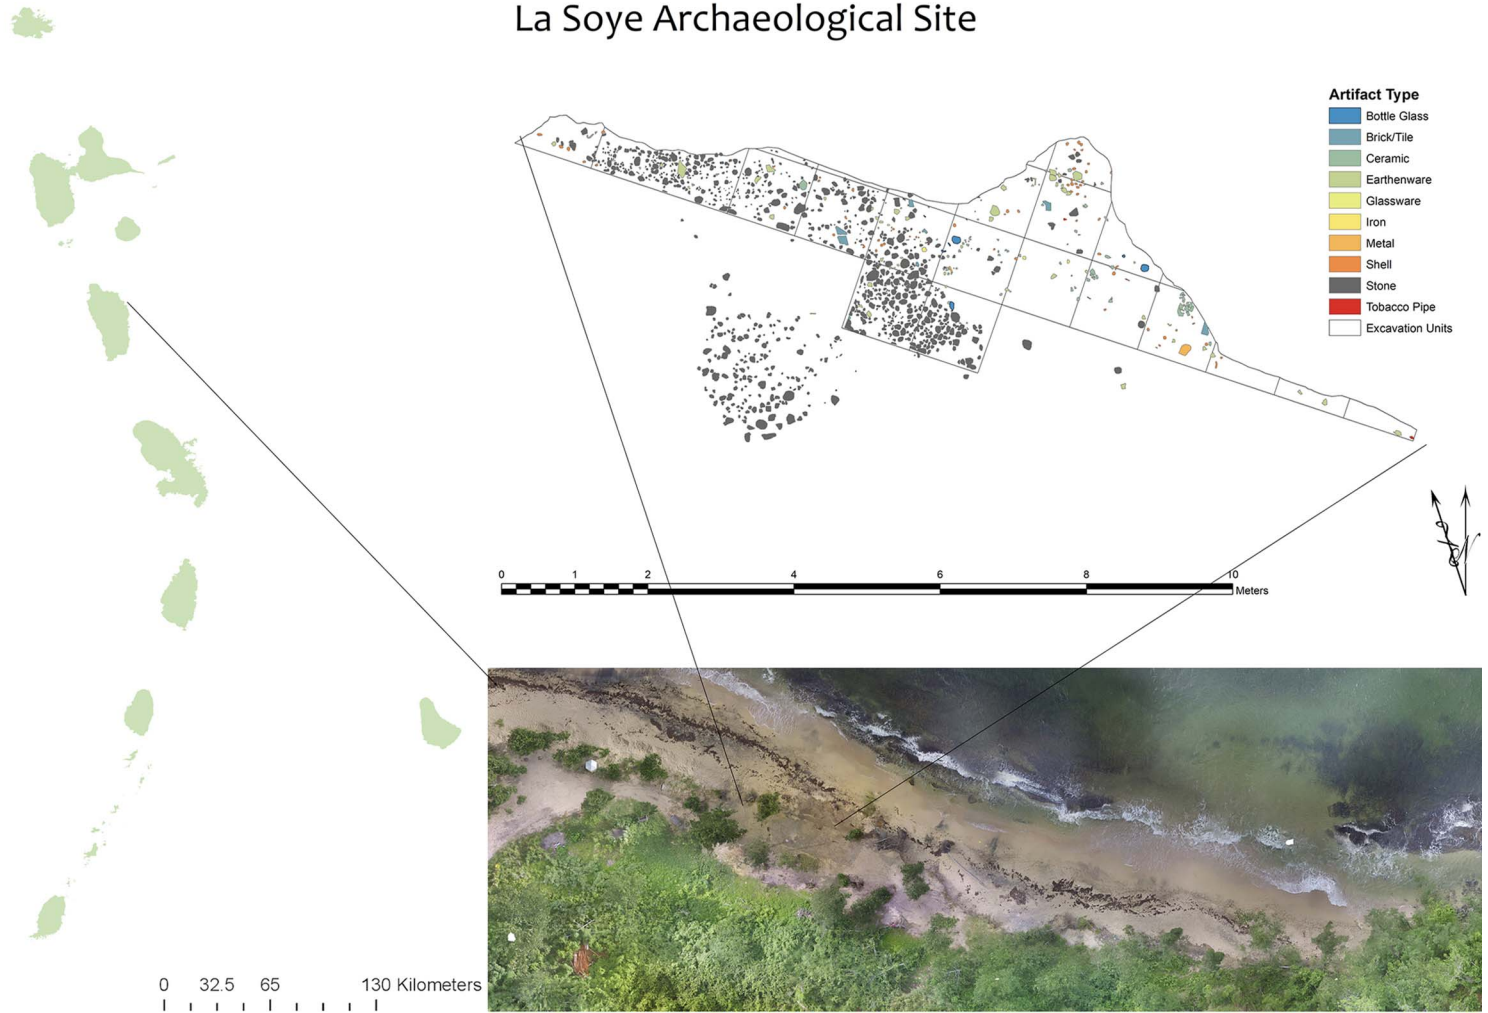 La Soye Archaeological Site
Artifact Type
Bottle Glass
Brick/Tile
Ceramic
Earthenware
Glassware
Iron
Metal
Shell
Stone
Tobacco Pipe
Excavation Units
0 1 2 4 6 8 10
Meters
0 32.5 65 130 Kilometers